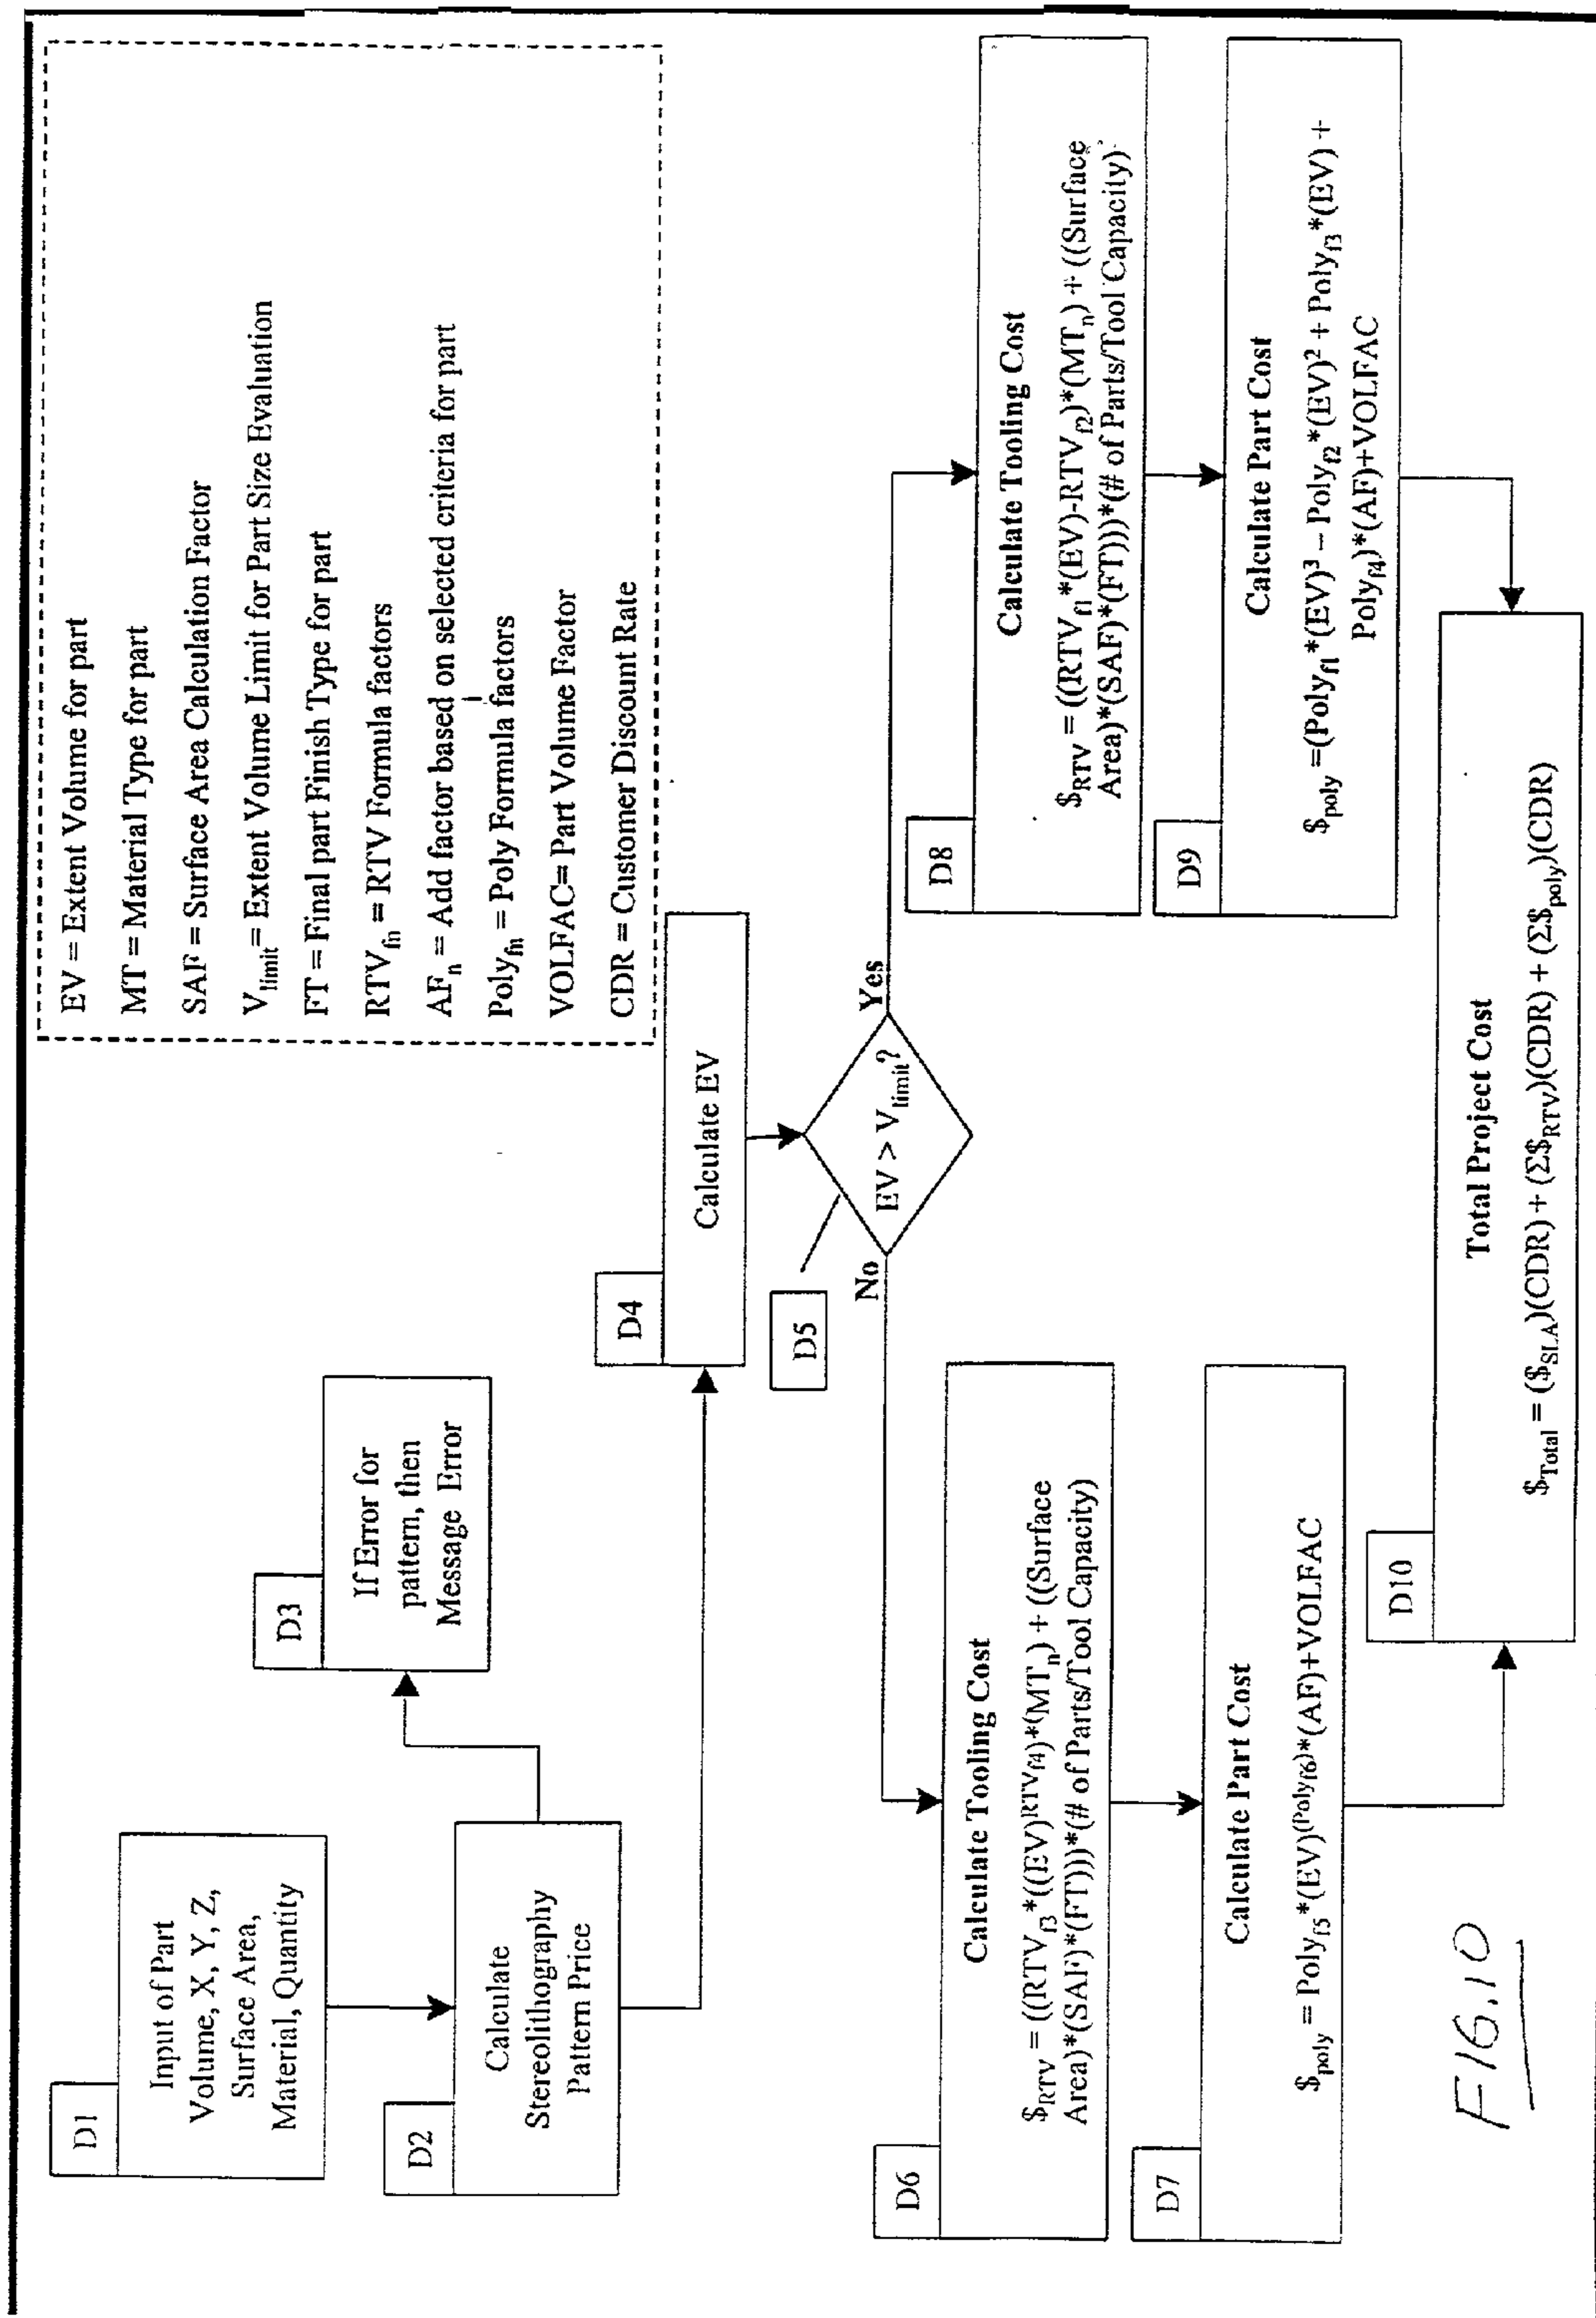 D1
Input of Part
Volume, X, Y, Z,
Surface Area,
Material, Quantity
D2
Calculate
Stereolithography
Pattern Price
D3
If Error for
pattern, then
Message Error
EV = Extent Volume for part
MT = Material Type for part
SAF = Surface Area Calculation Factor
V_limit = Extent Volume Limit for Part Size Evaluation
FT = Final part Finish Type for part
RTV_fn = RTV Formula factors
AF_n = Add factor based on selected criteria for part
Poly_fn = Poly Formula factors
VOLFAC= Part Volume Factor
CDR = Customer Discount Rate
D4
Calculate EV
D5
EV > V_limit?
No
Yes
D6
Calculate Tooling Cost
$_RTV = ((RTV_f3*((EV)^RTV_f4)*(MT_n) + ((Surface
Area)*(SAF)*(FT)))*(# of Parts/Tool Capacity)
D7
Calculate Part Cost
$_poly = Poly_f5*(EV)^(Poly_f6)*(AF)+VOLFAC
D8
Calculate Tooling Cost
$_RTV = ((RTV_f1*(EV)-RTV_f2)*(MT_n) + ((Surface
Area)*(SAF)*(FT)))*(# of Parts/Tool Capacity)
D9
Calculate Part Cost
$_poly =(Poly_f1*(EV)³ – Poly_f2*(EV)² + Poly_f3*(EV) +
Poly_f4)*(AF)+VOLFAC
D10
Total Project Cost
$_Total = ($_SLA)(CDR) + (Σ$_RTV)(CDR) + (Σ$_poly)(CDR)
FIG.10